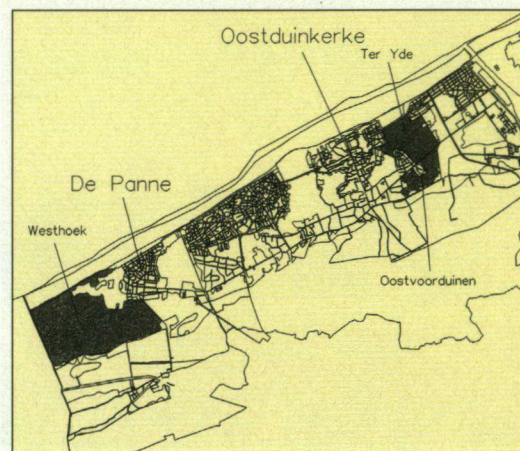 Oostduinkerke
Ter Yde
De Panne
Westhoek
Oostvoorduinen